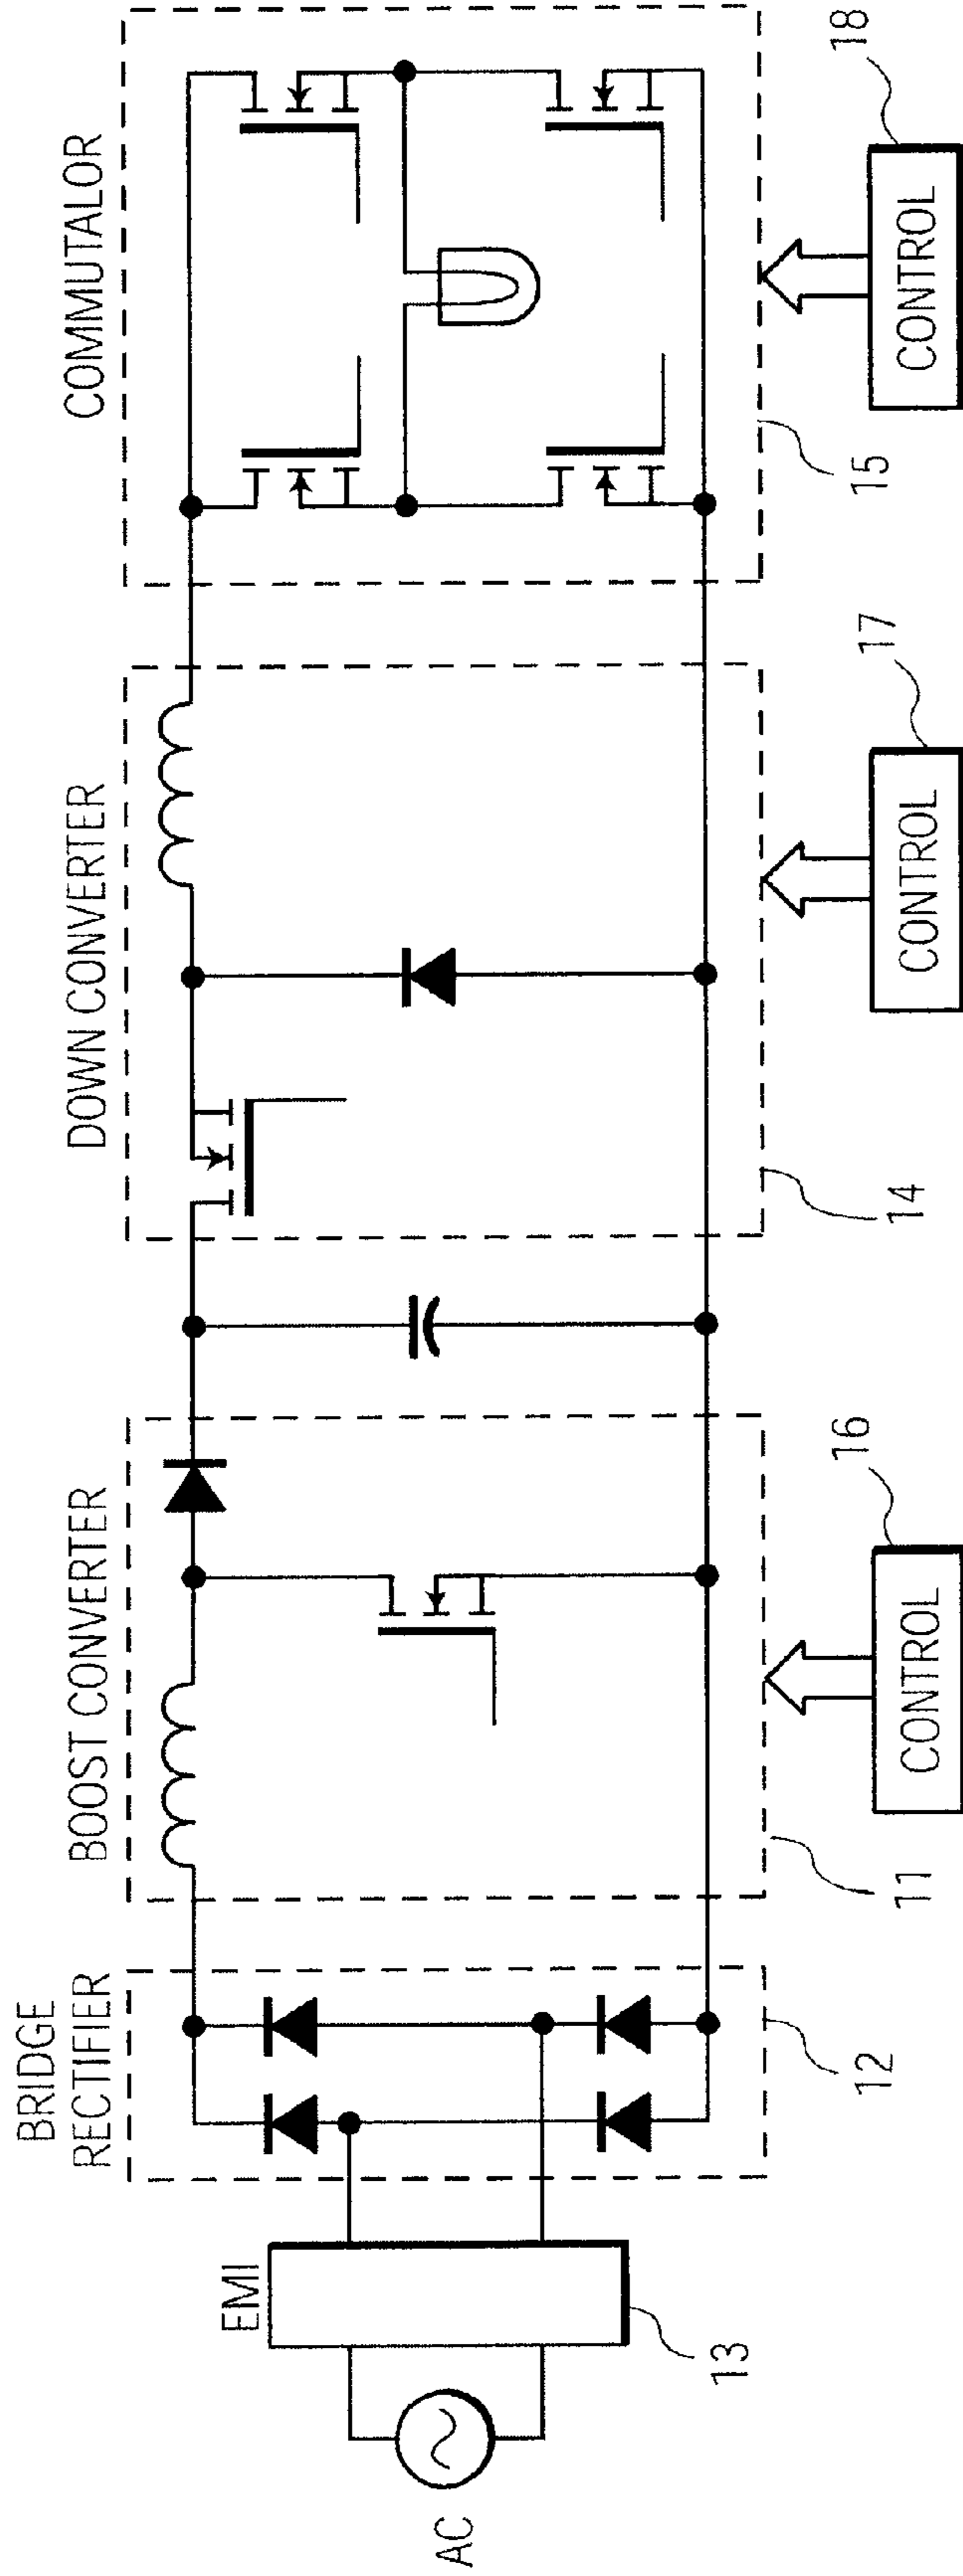 AC
EMI
13
BRIDGE
RECTIFIER
12
BOOST CONVERTER
11
CONTROL
16
DOWN CONVERTER
14
CONTROL
17
COMMUTALOR
15
CONTROL
18